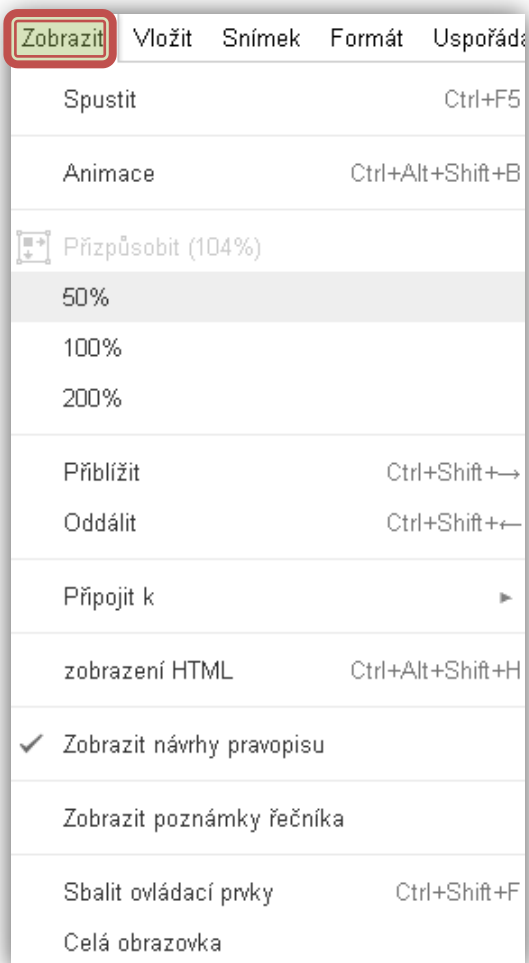 Zobrazit Vložit Snímek Formát Uspořáda
Spustit Ctrl+F5
Animace Ctrl+Alt+Shift+B
Přizpůsobit (104%)
50%
100%
200%
Přiblížit Ctrl+Shift+→
Oddálit Ctrl+Shift+←
Připojit k
zobrazení HTML Ctrl+Alt+Shift+H
Zobrazit návrhy pravopisu
Zobrazit poznámky řečníka
Sbalit ovládací prvky Ctrl+Shift+F
Celá obrazovka